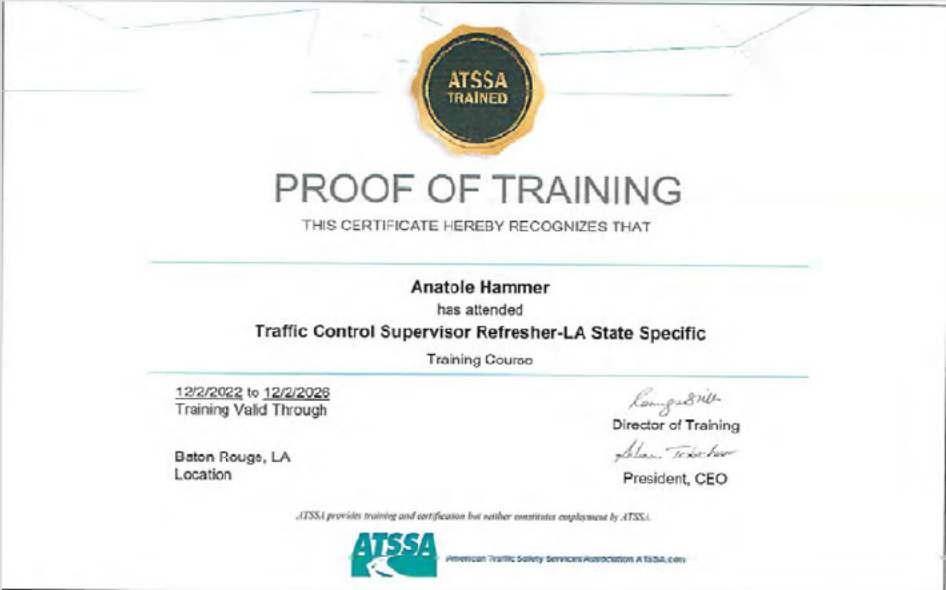 ATSSA
TRAINED
PROOF OF TRAINING
THIS CERTIFICATE HEREBY RECOGNIZES THAT
Anatole Hammer
has attended
Traffic Control Supervisor Refresher-LA State Specific
Training Course
12/2/2022 to 12/2/2026
Training Valid Through
Director of Training
Baton Rouge, LA
Location
President, CEO
ATSSA provides training and certification but neither constitutes employment by ATSSA.
ATSSA
American Traffic Safety Services Association ATSSA.com